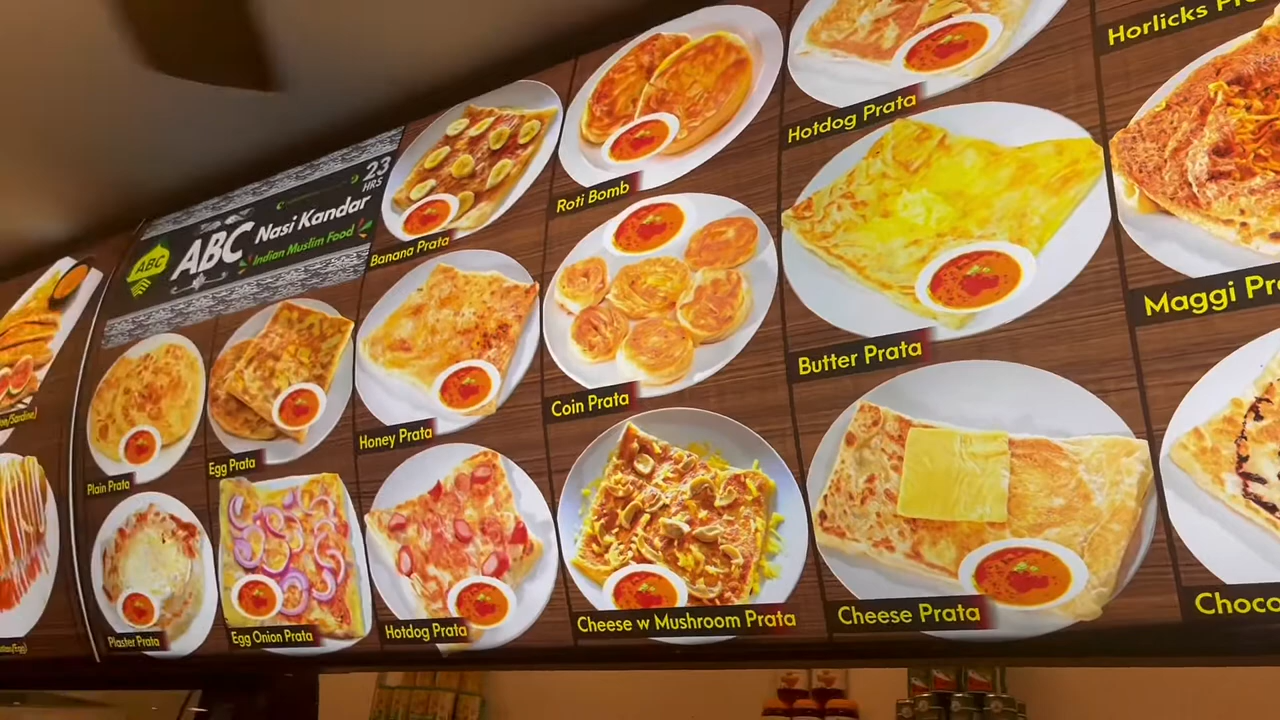 ABC
ABC
Nasi Kandar
Indian Muslim Food
23
HRS
Banana Prata
Roti Bomb
Hotdog Prata
Horlicks
Plain Prata
Egg Prata
Honey Prata
Coin Prata
Butter Prata
Maggi
Plaster Prata
Egg Onion Prata
Hotdog Prata
Cheese w Mushroom Prata
Cheese Prata
Choco